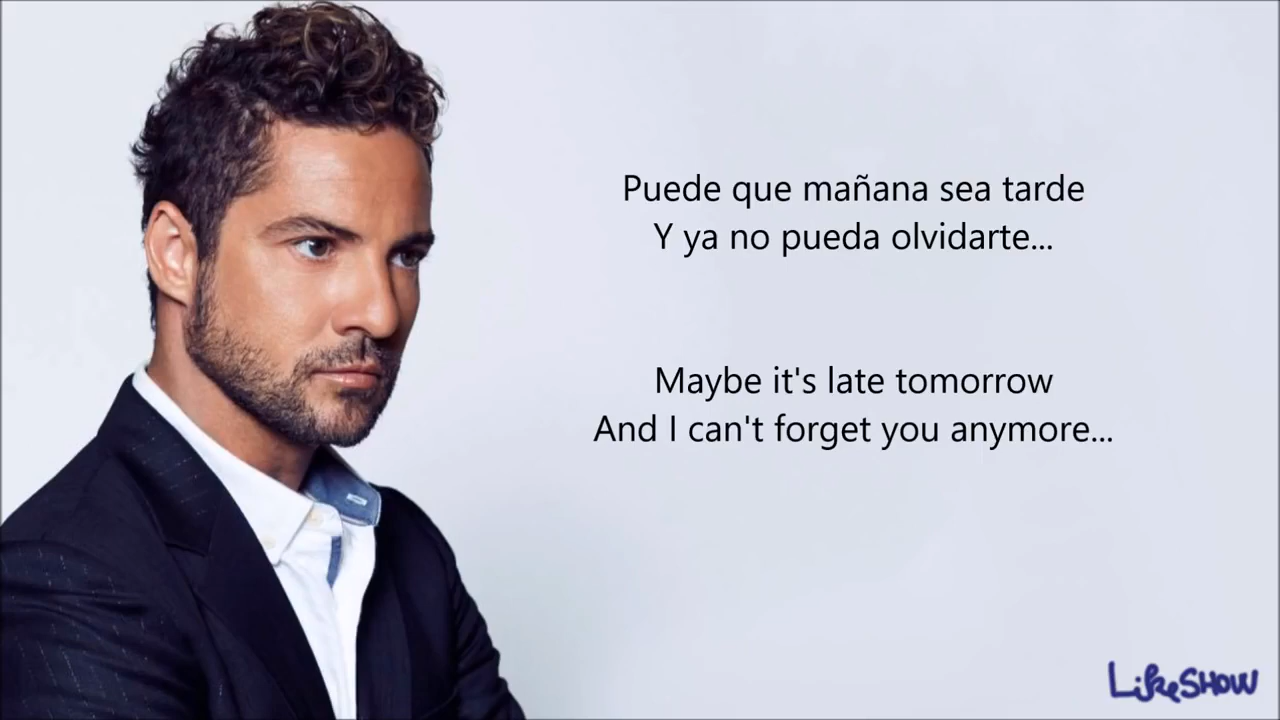 Puede que mañana sea tarde
Y ya no pueda olvidarte...
Maybe it's late tomorrow
And I can't forget you anymore...
LikeSHOW